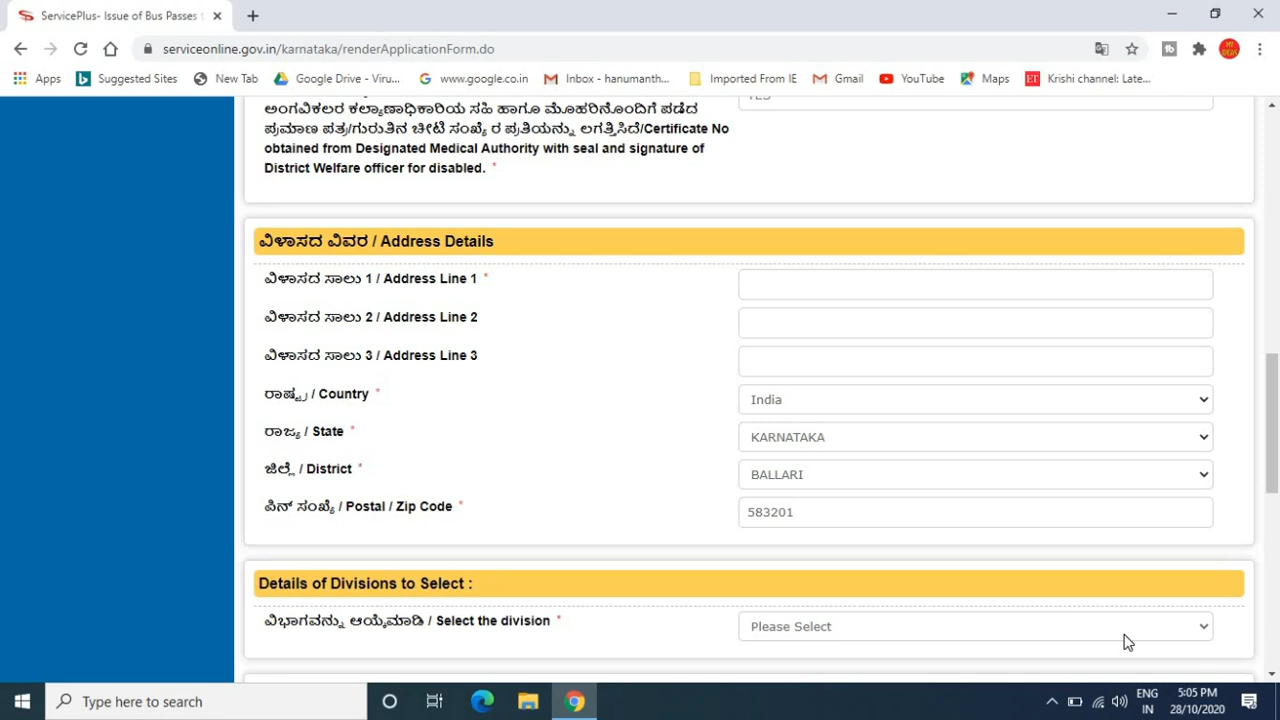 ServicePlus- Issue of Bus Passes
serviceonline.gov.in/karnataka/renderApplicationForm.do
Apps Suggested Sites New Tab Google Drive - Viru... www.google.co.in Inbox - hanumanth... Imported From IE Gmail YouTube Maps Krishi channel: Late...
ಅಂಗವಿಕಲರ ಕಲ್ಯಾಣಾಧಿಕಾರಿಯ ಸಹಿ ಹಾಗೂ ಮೊಹರಿನೊಂದಿಗೆ ಪಡೆದ
YES
ಪ್ರಮಾಣ ಪತ್ರ/ಗುರುತಿನ ಚೀಟಿ ಸಂಖ್ಯೆ ರ ಪ್ರತಿಯನ್ನು ಲಗತ್ತಿಸಿದೆ/Certificate No
obtained from Designated Medical Authority with seal and signature of
District Welfare officer for disabled. *
ವಿಳಾಸದ ವಿವರ / Address Details
ವಿಳಾಸದ ಸಾಲು 1 / Address Line 1 *
ವಿಳಾಸದ ಸಾಲು 2 / Address Line 2
ವಿಳಾಸದ ಸಾಲು 3 / Address Line 3
ರಾಷ್ಟ್ರ / Country * India
ರಾಜ್ಯ / State * KARNATAKA
ಜಿಲ್ಲೆ / District * BALLARI
ಪಿನ್ ಸಂಖ್ಯೆ / Postal / Zip Code * 583201
Details of Divisions to Select :
ವಿಭಾಗವನ್ನು ಆಯ್ಕೆಮಾಡಿ / Select the division * Please Select
Type here to search
ENG
IN
5:05 PM
28/10/2020